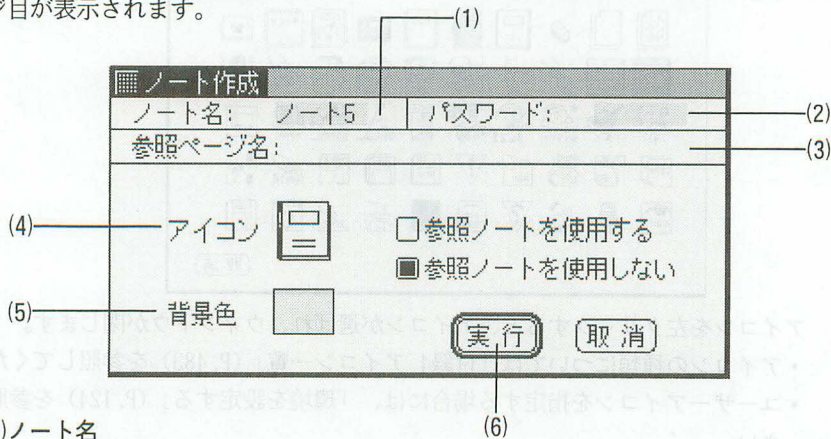 ジ目が表示されます。
(1)
ノート作成
ノート名: ノート5 パスワード: (2)
参照ページ名: (3)
(4) アイコン 参照ノートを使用する
参照ノートを使用しない
(5) 背景色
実行 取消
(6)
)ノート名